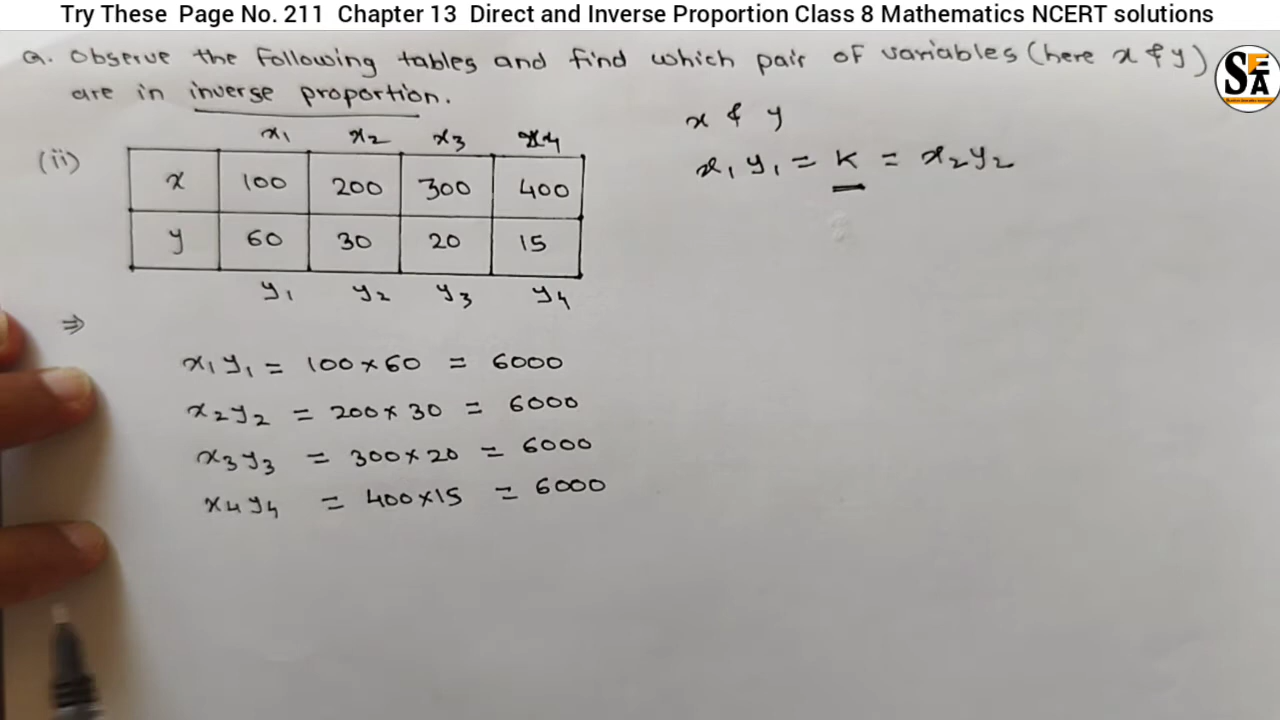 Try These Page No. 211 Chapter 13 Direct and Inverse Proportion Class 8 Mathematics NCERT solutions
Q. Observe the following tables and find which pair of variables (here x & y)
are in inverse proportion.
SFEA
(ii)
x₁ x₂ x₃ x₄
x 100 200 300 400
y 60 30 20 15
y₁ y₂ y₃ y₄
x & y
x₁ y₁ = K = x₂y₂
⇒
x₁y₁ = 100 × 60 = 6000
x₂y₂ = 200 × 30 = 6000
x₃y₃ = 300 × 20 = 6000
x₄y₄ = 400 × 15 = 6000